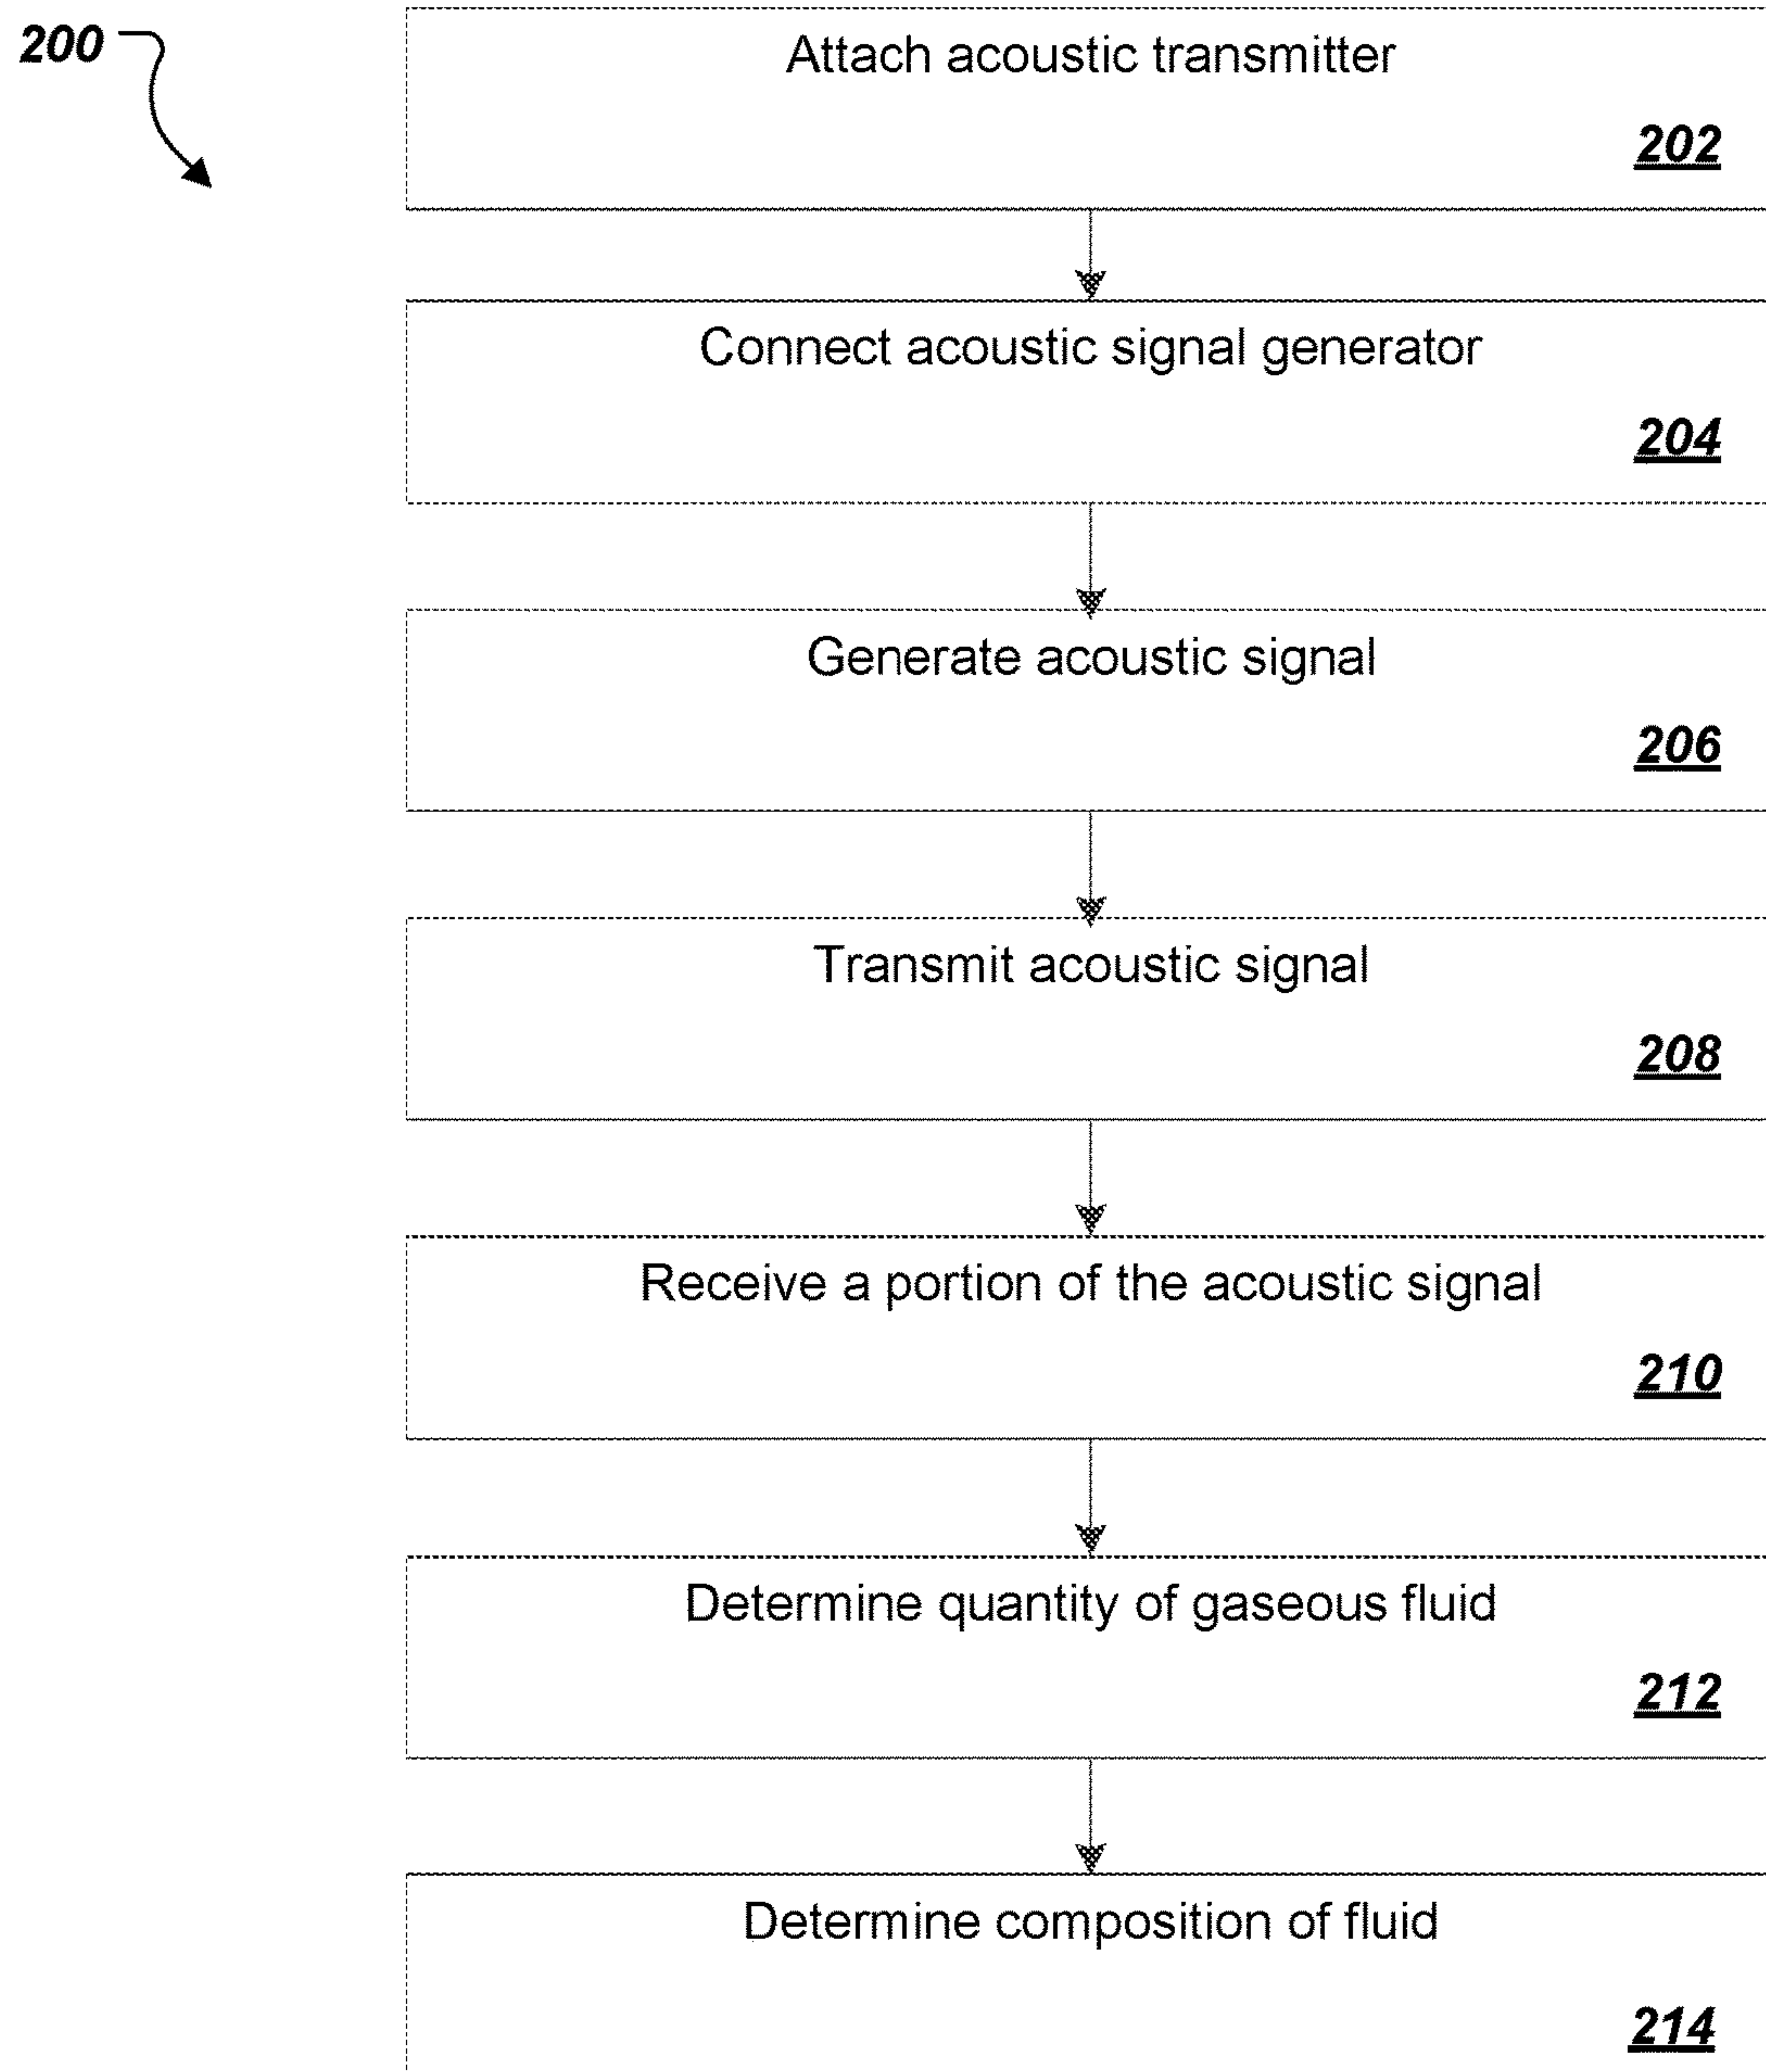 200
Attach acoustic transmitter
202
Connect acoustic signal generator
204
Generate acoustic signal
206
Transmit acoustic signal
208
Receive a portion of the acoustic signal
210
Determine quantity of gaseous fluid
212
Determine composition of fluid
214